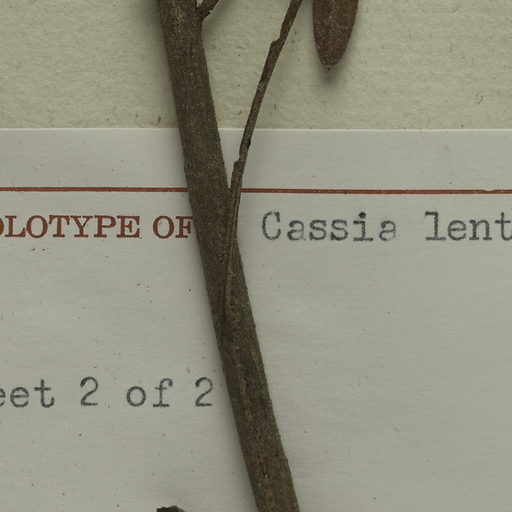 OLOTYPE OF Cassia lent
eet 2 of 2